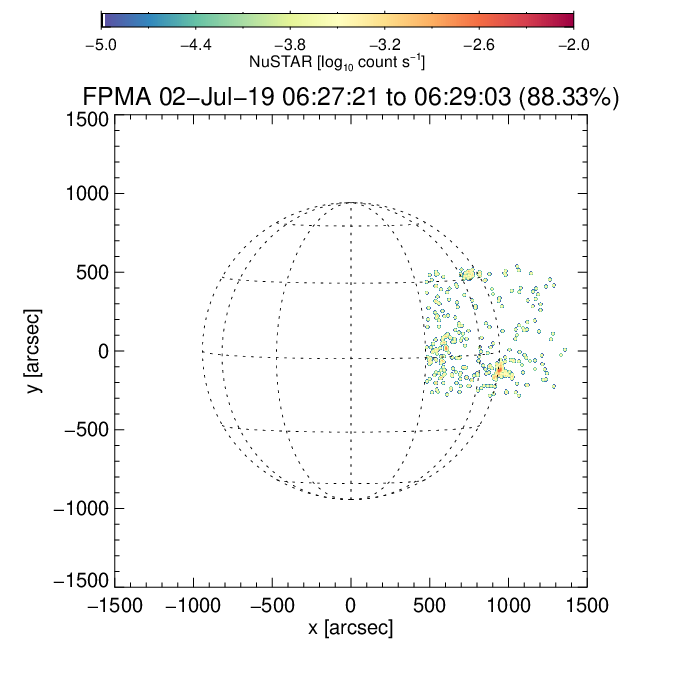 −5.0 −4.4 −3.8 −3.2 −2.6 −2.0
NuSTAR [log₁₀ count s⁻¹]
FPMA 02−Jul−19 06:27:21 to 06:29:03 (88.33%)
1500
1000
500
0
−500
−1000
−1500
y [arcsec]
−1500 −1000 −500 0 500 1000 1500
x [arcsec]